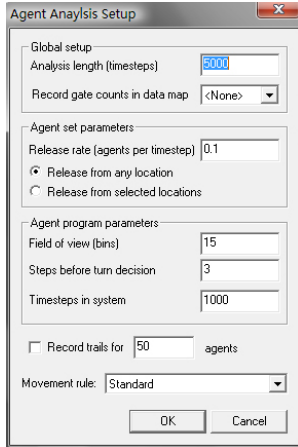 Agent Anaylsis Setup
Global setup
Analysis length (timesteps) 5000
Record gate counts in data map <None>
Agent set parameters
Release rate (agents per timestep) 0.1
Release from any location
Release from selected locations
Agent program parameters
Field of view (bins) 15
Steps before turn decision 3
Timesteps in system 1000
Record trails for 50 agents
Movement rule: Standard
OK Cancel